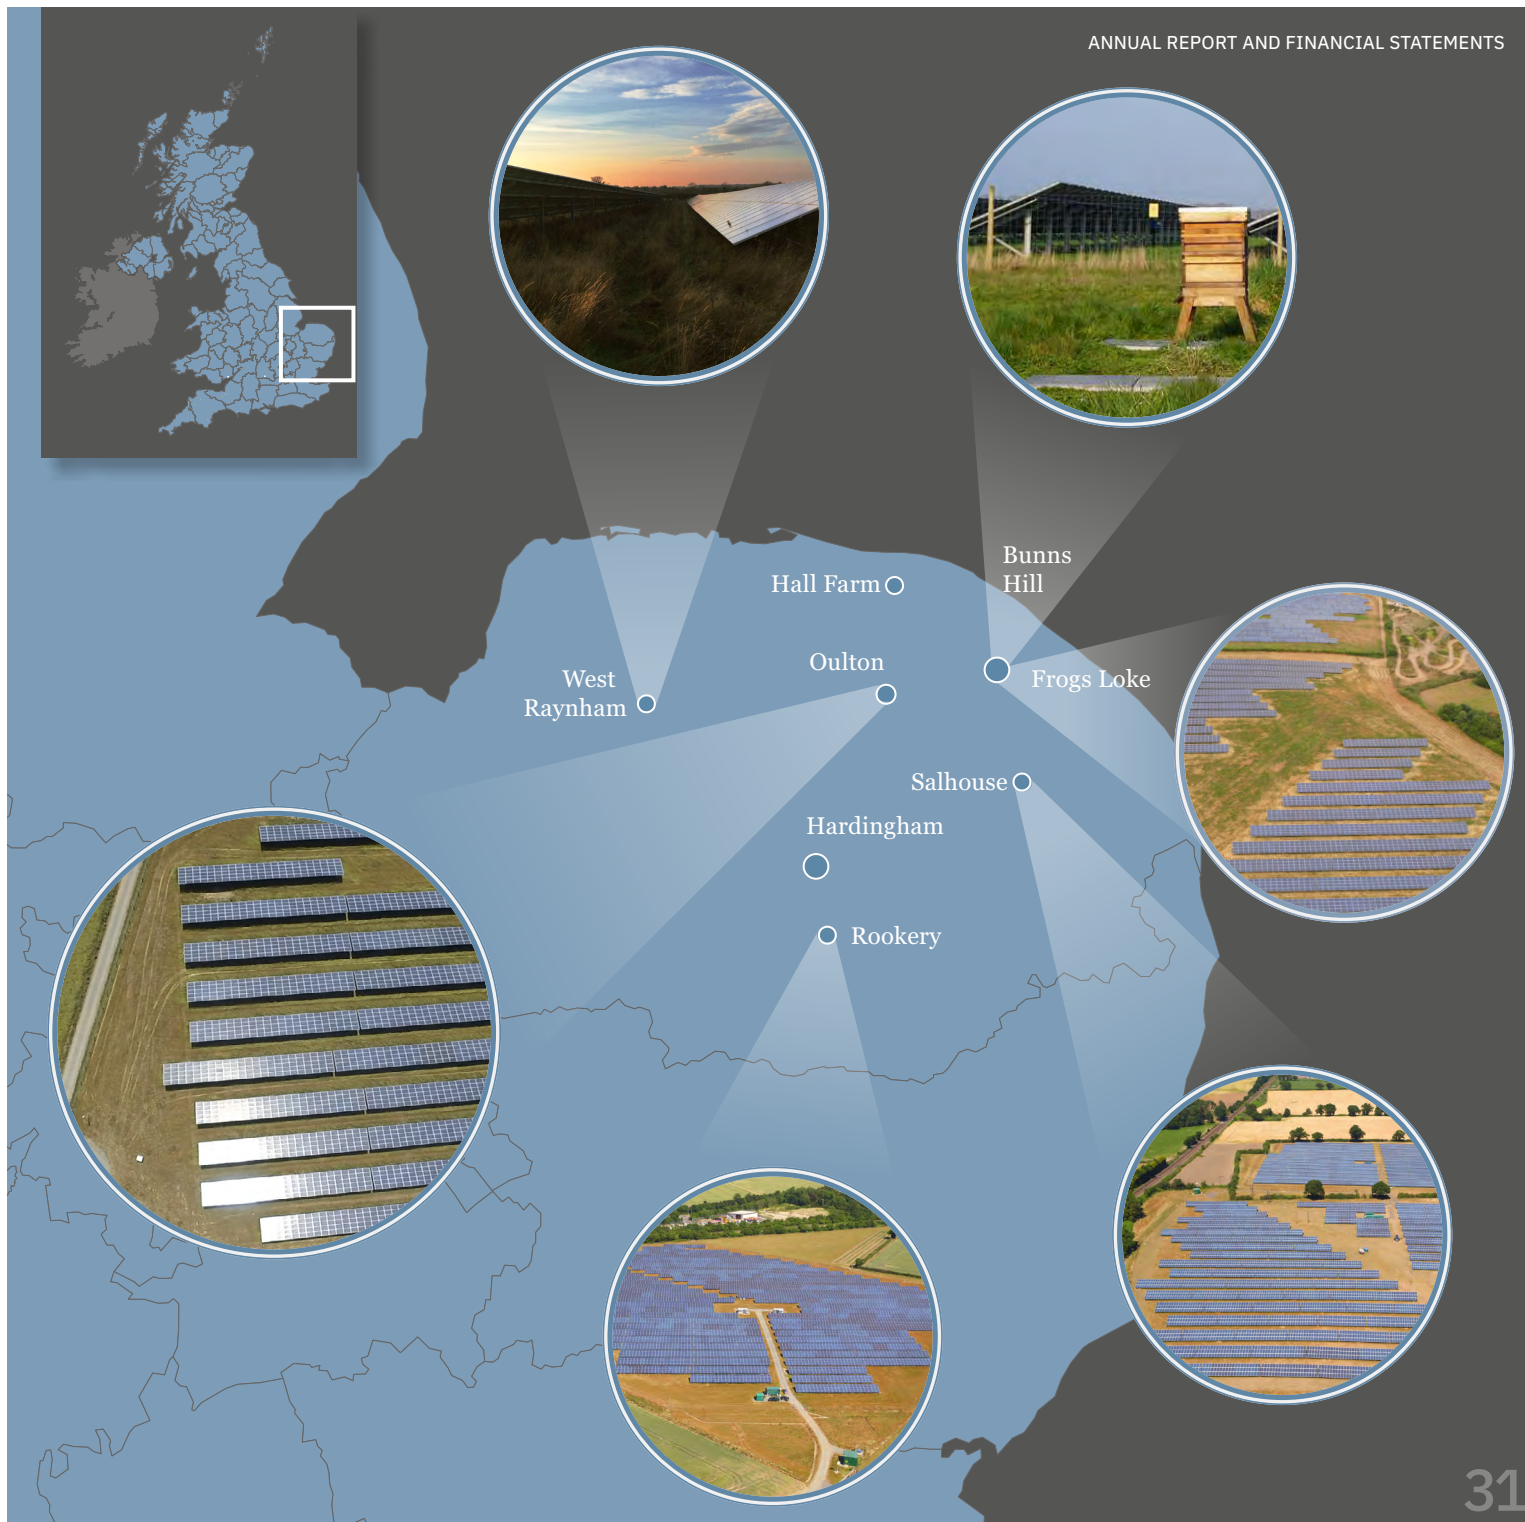 ANNUAL REPORT AND FINANCIAL STATEMENTS
Bunns
Hill
Hall Farm
Oulton
West
Raynham
Frogs Loke
Salhouse
Hardingham
Rookery
31